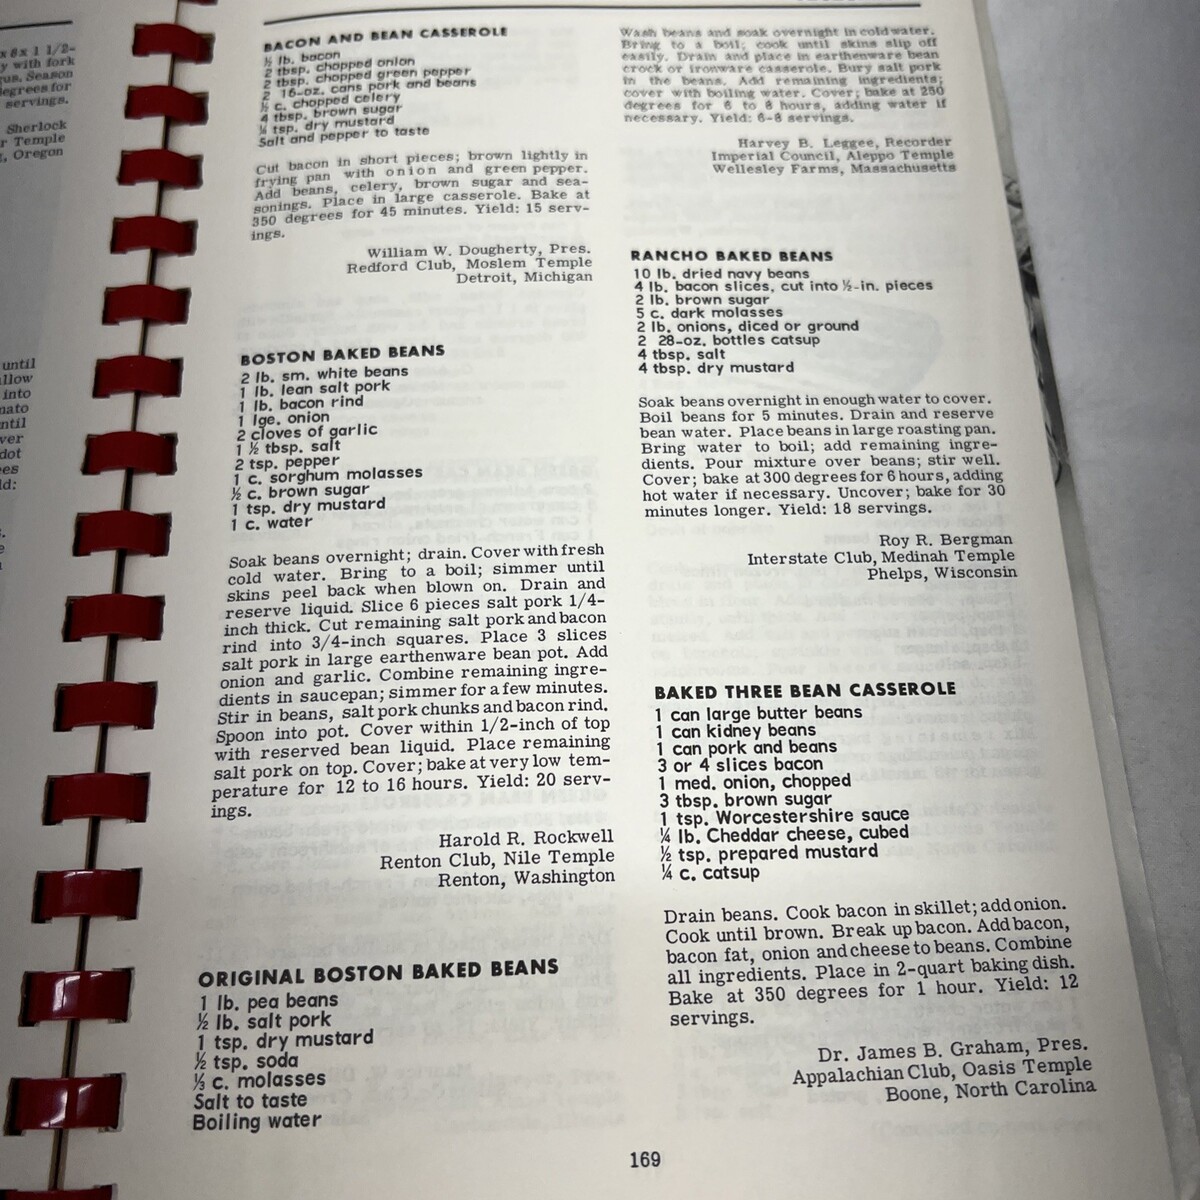 x 8 x 1 1/2-
y with fork
Season
degrees for
servings.
Sherlock
Temple
Oregon
until
into
BACON AND BEAN CASSEROLE
½ lb. bacon
2 tbsp. chopped onion
2 tbsp. chopped green pepper
2 16-oz. cans pork and beans
½ c. chopped celery
4 tbsp. brown sugar
¼ tsp. dry mustard
Salt and pepper to taste
Cut bacon in short pieces; brown lightly in
frying pan with onion and green pepper.
Add beans, celery, brown sugar and sea-
sonings. Place in large casserole. Bake at
350 degrees for 45 minutes. Yield: 15 serv-
ings.
William W. Dougherty, Pres.
Redford Club, Moslem Temple
Detroit, Michigan
BOSTON BAKED BEANS
2 lb. sm. white beans
1 lb. lean salt pork
1 lb. bacon rind
1 lge. onion
2 cloves of garlic
1 ½ tbsp. salt
2 tsp. pepper
1 c. sorghum molasses
½ c. brown sugar
1 tsp. dry mustard
1 c. water
Soak beans overnight; drain. Cover with fresh
cold water. Bring to a boil; simmer until
skins peel back when blown on. Drain and
reserve liquid. Slice 6 pieces salt pork 1/4-
inch thick. Cut remaining salt pork and bacon
rind into 3/4-inch squares. Place 3 slices
salt pork in large earthenware bean pot. Add
onion and garlic. Combine remaining ingre-
dients in saucepan; simmer for a few minutes.
Stir in beans, salt pork chunks and bacon rind.
Spoon into pot. Cover within 1/2-inch of top
with reserved bean liquid. Place remaining
salt pork on top. Cover; bake at very low tem-
perature for 12 to 16 hours. Yield: 20 serv-
ings.
Harold R. Rockwell
Renton Club, Nile Temple
Renton, Washington
ORIGINAL BOSTON BAKED BEANS
1 lb. pea beans
½ lb. salt pork
1 tsp. dry mustard
½ tsp. soda
⅓ c. molasses
Salt to taste
Boiling water
Wash beans and soak overnight in cold water.
Bring to a boil; cook until skins slip off
easily. Drain and place in earthenware bean
crock or ironware casserole. Bury salt pork
in the beans. Add remaining ingredients;
cover with boiling water. Cover; bake at 250
degrees for 6 to 8 hours, adding water if
necessary. Yield: 6-8 servings.
Harvey B. Leggee, Recorder
Imperial Council, Aleppo Temple
Wellesley Farms, Massachusetts
RANCHO BAKED BEANS
10 lb. dried navy beans
4 lb. bacon slices, cut into ½-in. pieces
2 lb. brown sugar
5 c. dark molasses
2 lb. onions, diced or ground
2 28-oz. bottles catsup
4 tbsp. salt
4 tbsp. dry mustard
Soak beans overnight in enough water to cover.
Boil beans for 5 minutes. Drain and reserve
bean water. Place beans in large roasting pan.
Bring water to boil; add remaining ingre-
dients. Pour mixture over beans; stir well.
Cover; bake at 300 degrees for 6 hours, adding
hot water if necessary. Uncover; bake for 30
minutes longer. Yield: 18 servings.
Roy R. Bergman
Interstate Club, Medinah Temple
Phelps, Wisconsin
BAKED THREE BEAN CASSEROLE
1 can large butter beans
1 can kidney beans
1 can pork and beans
3 or 4 slices bacon
1 med. onion, chopped
3 tbsp. brown sugar
1 tsp. Worcestershire sauce
¼ lb. Cheddar cheese, cubed
½ tsp. prepared mustard
¼ c. catsup
Drain beans. Cook bacon in skillet; add onion.
Cook until brown. Break up bacon. Add bacon,
bacon fat, onion and cheese to beans. Combine
all ingredients. Place in 2-quart baking dish.
Bake at 350 degrees for 1 hour. Yield: 12
servings.
Dr. James B. Graham, Pres.
Appalachian Club, Oasis Temple
Boone, North Carolina
169